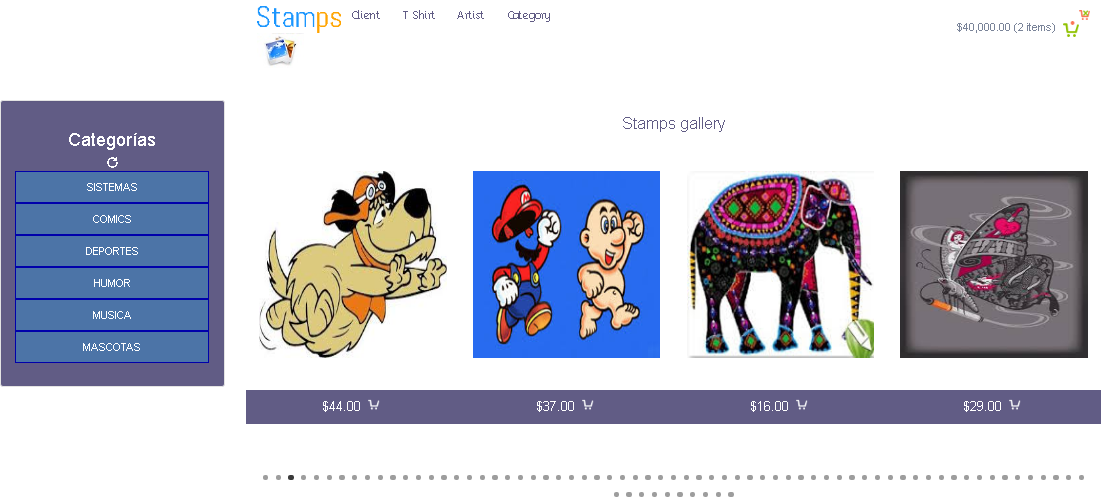 Stamps Client T Shirt Artist Category
$40,000.00 (2 items)
Categorías
SISTEMAS
COMICS
DEPORTES
HUMOR
MUSICA
MASCOTAS
Stamps gallery
$44.00
$37.00
$16.00
$29.00